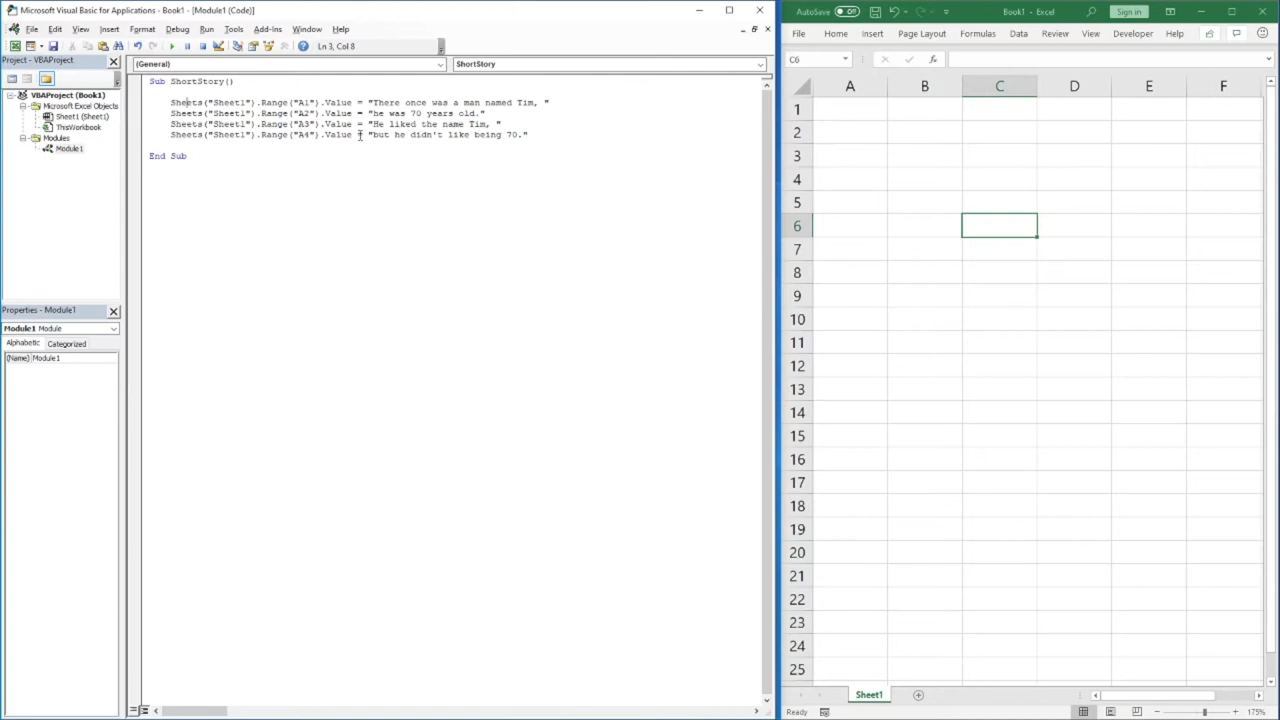 Microsoft Visual Basic for Applications - Book1 - [Module1 (Code)]
File Edit View Insert Format Debug Run Tools Add-Ins Window Help
Ln 3, Col 8
Project - VBAProject
VBAProject (Book1)
Microsoft Excel Objects
Sheet1 (Sheet1)
ThisWorkbook
Modules
Module1
Properties - Module1
Module1 Module
Alphabetic Categorized
(Name) Module1
(General) ShortStory
Sub ShortStory()
Sheets("Sheet1").Range("A1").Value = "There once was a man named Tim, "
Sheets("Sheet1").Range("A2").Value = "he was 70 years old."
Sheets("Sheet1").Range("A3").Value = "He liked the name Tim, "
Sheets("Sheet1").Range("A4").Value = "but he didn't like being 70."
End Sub
AutoSave Off Book1 - Excel Sign in
File Home Insert Page Layout Formulas Data Review View Developer Help
C6 fx
A B C D E F
1
2
3
4
5
6
7
8
9
10
11
12
13
14
15
16
17
18
19
20
21
22
23
24
25
Sheet1
Ready 175%